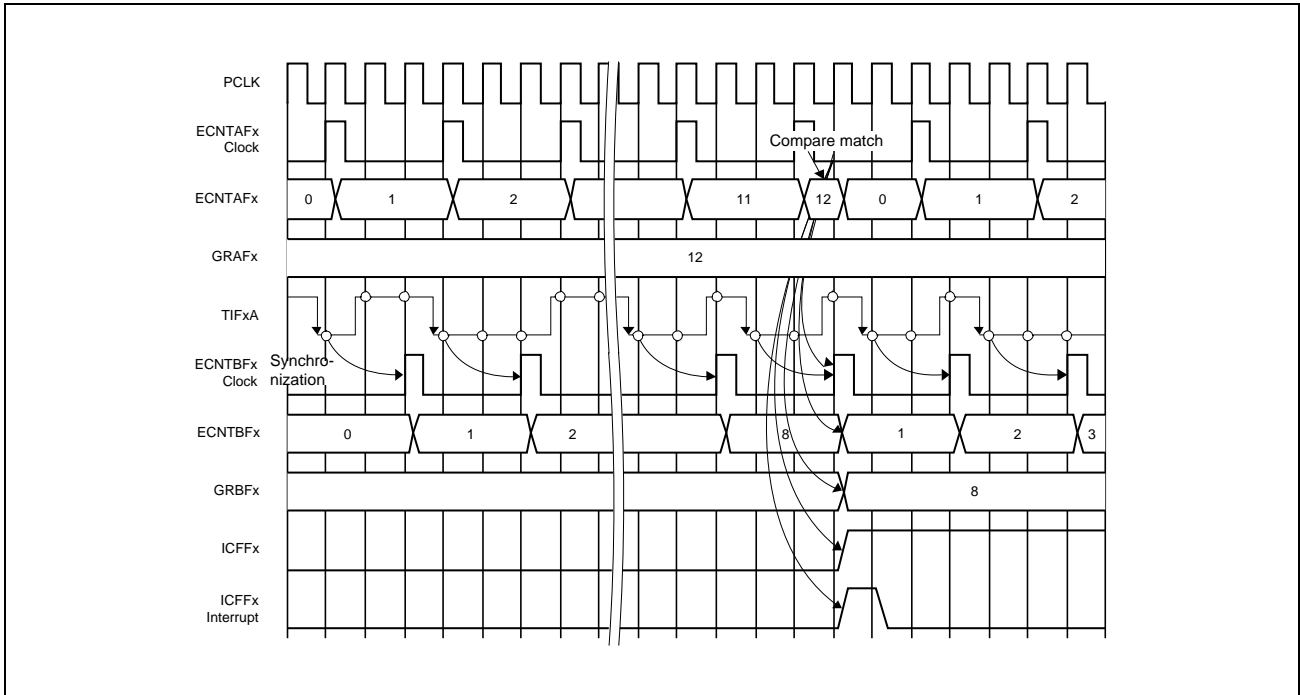 PCLK
ECNTAFx
Clock
Compare match
ECNTAFx
0 1 2 11 12 0 1 2
GRAFx
12
TIFxA
ECNTBFx
Clock
Synchro-
nization
ECNTBFx
0 1 2 8 1 2 3
GRBFx
8
ICFFx
ICFFx
Interrupt